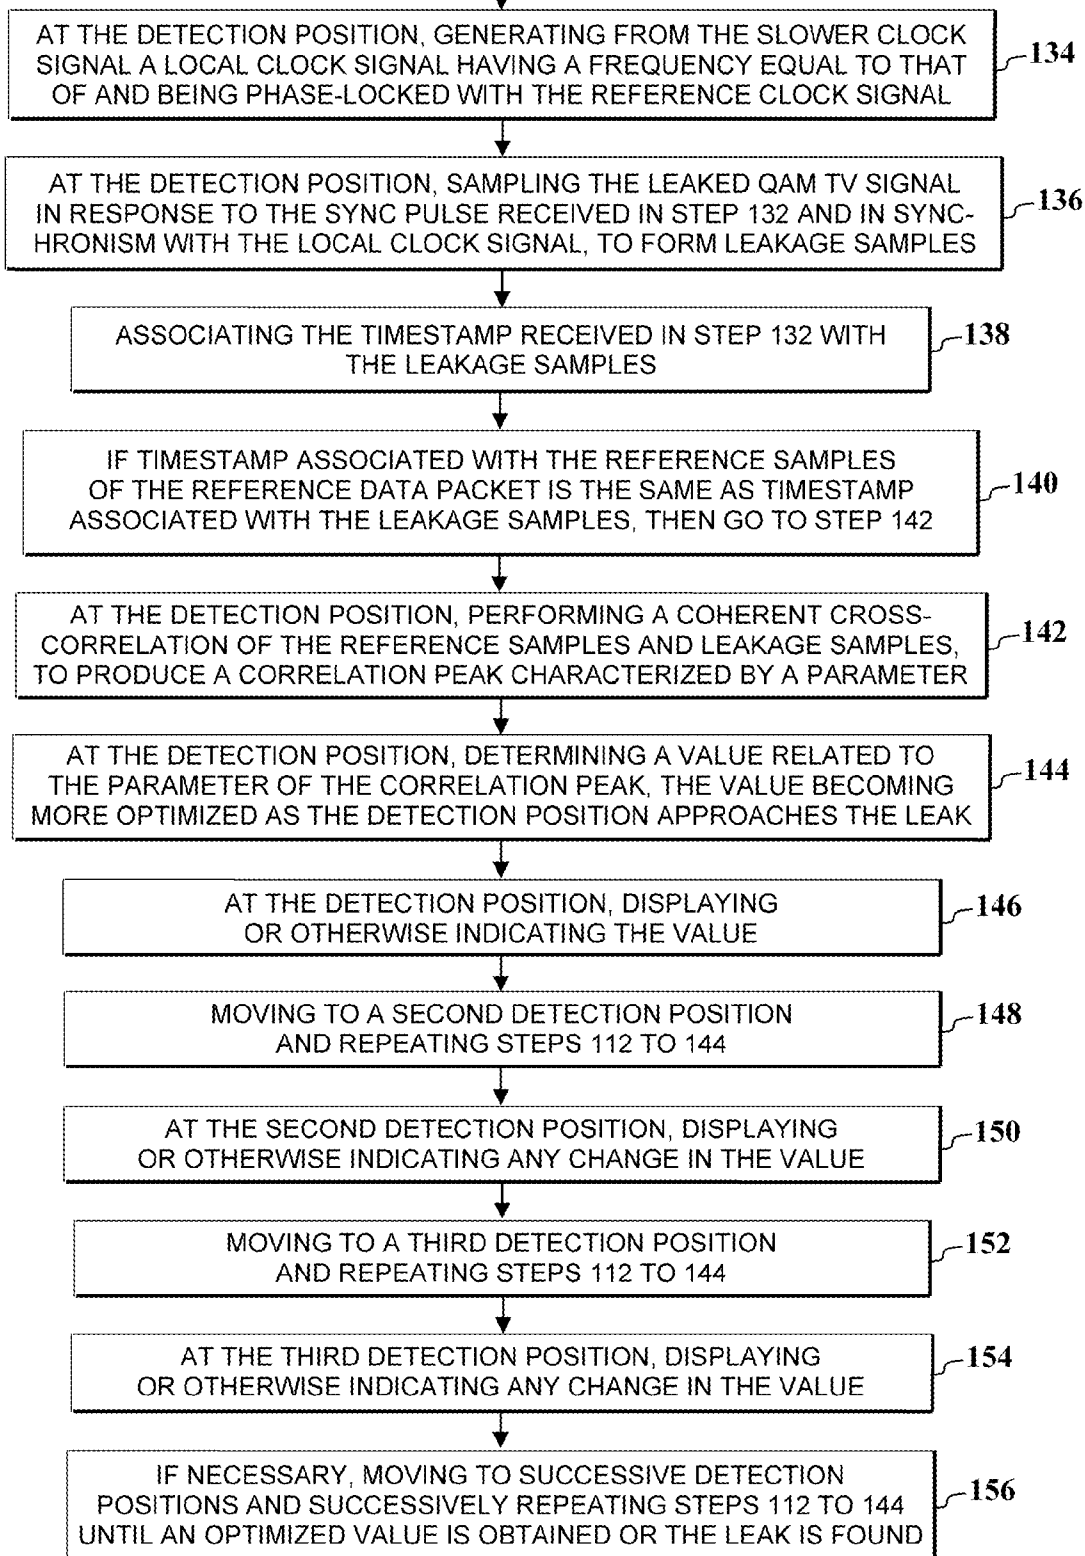 AT THE DETECTION POSITION, GENERATING FROM THE SLOWER CLOCK
SIGNAL A LOCAL CLOCK SIGNAL HAVING A FREQUENCY EQUAL TO THAT
OF AND BEING PHASE-LOCKED WITH THE REFERENCE CLOCK SIGNAL
134
AT THE DETECTION POSITION, SAMPLING THE LEAKED QAM TV SIGNAL
IN RESPONSE TO THE SYNC PULSE RECEIVED IN STEP 132 AND IN SYNC-
HRONISM WITH THE LOCAL CLOCK SIGNAL, TO FORM LEAKAGE SAMPLES
136
ASSOCIATING THE TIMESTAMP RECEIVED IN STEP 132 WITH
THE LEAKAGE SAMPLES
138
IF TIMESTAMP ASSOCIATED WITH THE REFERENCE SAMPLES
OF THE REFERENCE DATA PACKET IS THE SAME AS TIMESTAMP
ASSOCIATED WITH THE LEAKAGE SAMPLES, THEN GO TO STEP 142
140
AT THE DETECTION POSITION, PERFORMING A COHERENT CROSS-
CORRELATION OF THE REFERENCE SAMPLES AND LEAKAGE SAMPLES,
TO PRODUCE A CORRELATION PEAK CHARACTERIZED BY A PARAMETER
142
AT THE DETECTION POSITION, DETERMINING A VALUE RELATED TO
THE PARAMETER OF THE CORRELATION PEAK, THE VALUE BECOMING
MORE OPTIMIZED AS THE DETECTION POSITION APPROACHES THE LEAK
144
AT THE DETECTION POSITION, DISPLAYING
OR OTHERWISE INDICATING THE VALUE
146
MOVING TO A SECOND DETECTION POSITION
AND REPEATING STEPS 112 TO 144
148
AT THE SECOND DETECTION POSITION, DISPLAYING
OR OTHERWISE INDICATING ANY CHANGE IN THE VALUE
150
MOVING TO A THIRD DETECTION POSITION
AND REPEATING STEPS 112 TO 144
152
AT THE THIRD DETECTION POSITION, DISPLAYING
OR OTHERWISE INDICATING ANY CHANGE IN THE VALUE
154
IF NECESSARY, MOVING TO SUCCESSIVE DETECTION
POSITIONS AND SUCCESSIVELY REPEATING STEPS 112 TO 144
UNTIL AN OPTIMIZED VALUE IS OBTAINED OR THE LEAK IS FOUND
156